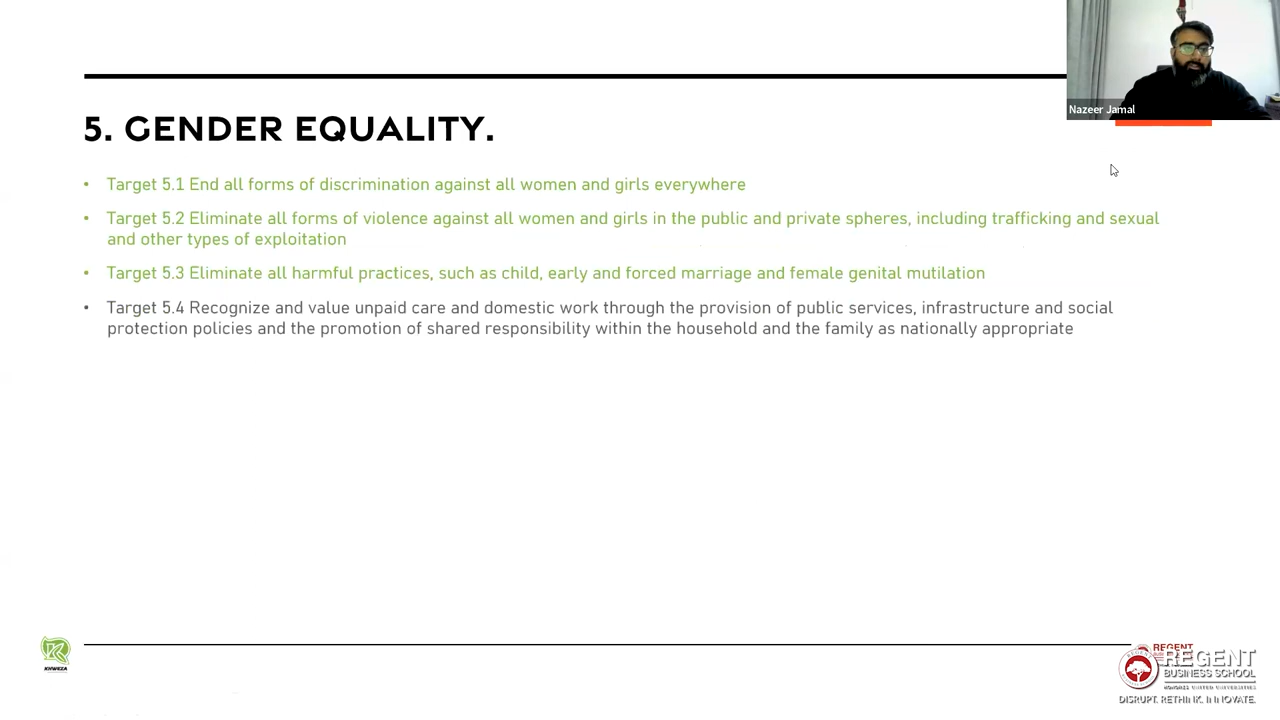 Nazeer Jamal
5. GENDER EQUALITY.
• Target 5.1 End all forms of discrimination against all women and girls everywhere
• Target 5.2 Eliminate all forms of violence against all women and girls in the public and private spheres, including trafficking and sexual
and other types of exploitation
• Target 5.3 Eliminate all harmful practices, such as child, early and forced marriage and female genital mutilation
• Target 5.4 Recognize and value unpaid care and domestic work through the provision of public services, infrastructure and social
protection policies and the promotion of shared responsibility within the household and the family as nationally appropriate
KHWEZA
REGENT
REGENT
BUSINESS SCHOOL
DISRUPT. RETHINK. INNOVATE.